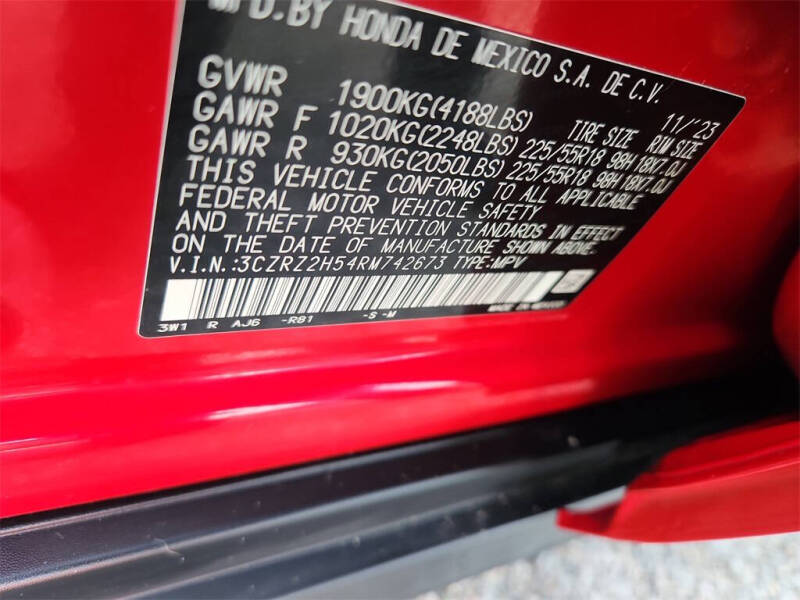 MFD.BY HONDA DE MEXICO S.A. DE C.V.
11/'23
GVWR 1900KG(4188LBS) TIRE SIZE RIM SIZE
GAWR F 1020KG(2248LBS) 225/55R18 98H 18X7.0J
GAWR R 930KG(2050LBS) 225/55R18 98H 18X7.0J
THIS VEHICLE CONFORMS TO ALL APPLICABLE
FEDERAL MOTOR VEHICLE SAFETY
AND THEFT PREVENTION STANDARDS IN EFFECT
ON THE DATE OF MANUFACTURE SHOWN ABOVE.
V.I.N.:3CZRZ2H54RM742673 TYPE:MPV
3W1 R AJ6 -R81 -S -M
MADE IN